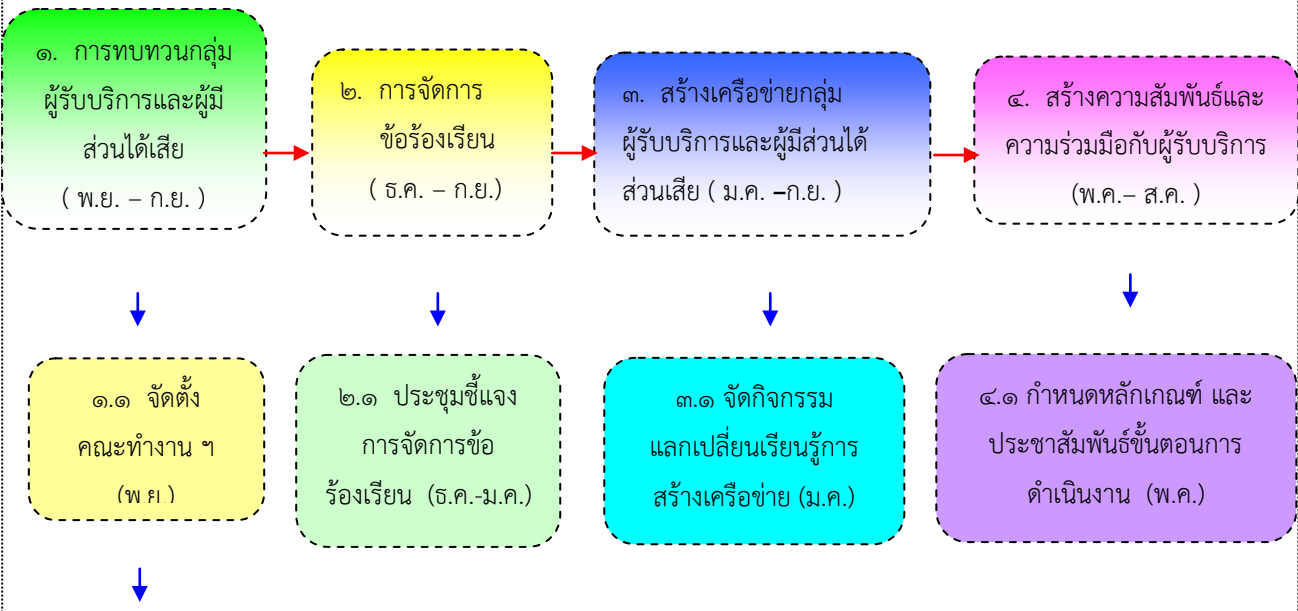 ๑. การทบทวนกลุ่ม
ผู้รับบริการและผู้มี
ส่วนได้เสีย
( พ.ย. – ก.ย. )
๒. การจัดการ
ข้อร้องเรียน
( ธ.ค. – ก.ย.)
๓. สร้างเครือข่ายกลุ่ม
ผู้รับบริการและผู้มีส่วนได้
ส่วนเสีย ( ม.ค. –ก.ย. )
๔. สร้างความสัมพันธ์และ
ความร่วมมือกับผู้รับบริการ
(พ.ค.– ส.ค. )
๑.๑ จัดตั้ง
คณะทำงาน ฯ
(พ.ย.)
๒.๑ ประชุมชี้แจง
การจัดการข้อ
ร้องเรียน (ธ.ค.-ม.ค.)
๓.๑ จัดกิจกรรม
แลกเปลี่ยนเรียนรู้การ
สร้างเครือข่าย (ม.ค.)
๔.๑ กำหนดหลักเกณฑ์ และ
ประชาสัมพันธ์ขั้นตอนการ
ดำเนินงาน (พ.ค.)